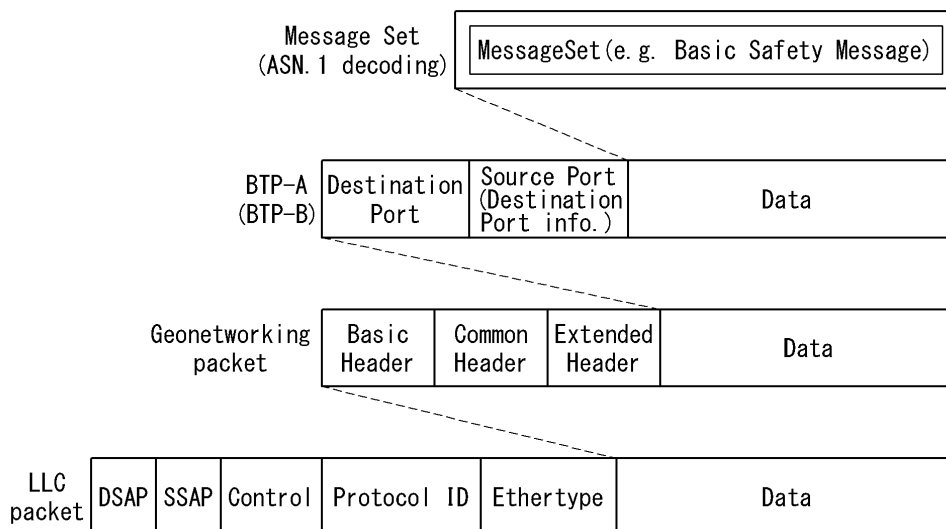 Message Set
(ASN.1 decoding)
MessageSet(e.g. Basic Safety Message)
BTP-A
(BTP-B)
Destination
Port
Source Port
(Destination
Port info.)
Data
Geonetworking
packet
Basic
Header
Common
Header
Extended
Header
Data
LLC
packet
DSAP
SSAP
Control
Protocol ID
Ethertype
Data